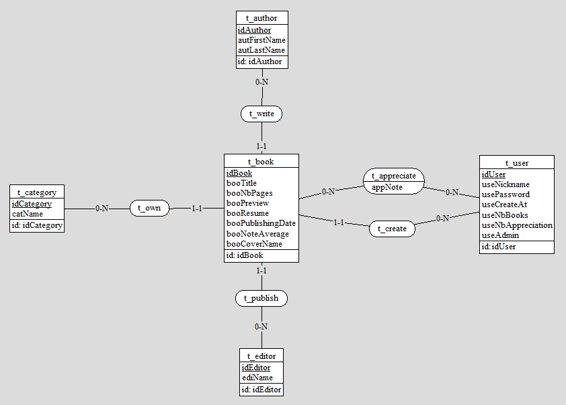 t_author
idAuthor
autFirstName
autLastName
id: idAuthor
0-N
t_write
1-1
t_category
idCategory
catName
id: idCategory
0-N
t_own
1-1
t_book
idBook
booTitle
booNbPages
booPreview
booResume
booPublishingDate
booNoteAverage
booCoverName
id: idBook
0-N
t_appreciate
appNote
0-N
1-1
t_create
0-N
t_user
idUser
useNickname
usePassword
useCreateAt
useNbBooks
useNbAppreciation
useAdmin
id: idUser
1-1
t_publish
0-N
t_editor
idEditor
ediName
id: idEditor